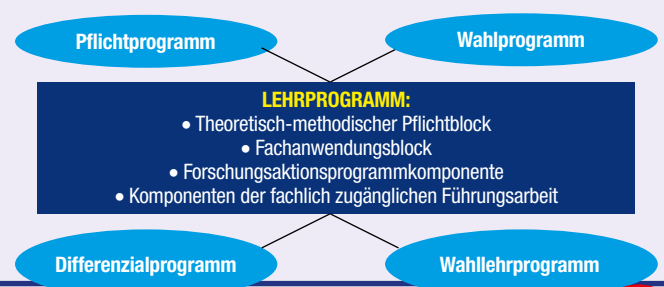 Pflichtprogramm
Wahlprogramm
LEHRPROGRAMM:
• Theoretisch-methodischer Pflichtblock
• Fachanwendungsblock
• Forschungsaktionsprogrammkomponente
• Komponenten der fachlich zugänglichen Führungsarbeit
Differenzialprogramm
Wahllehrprogramm